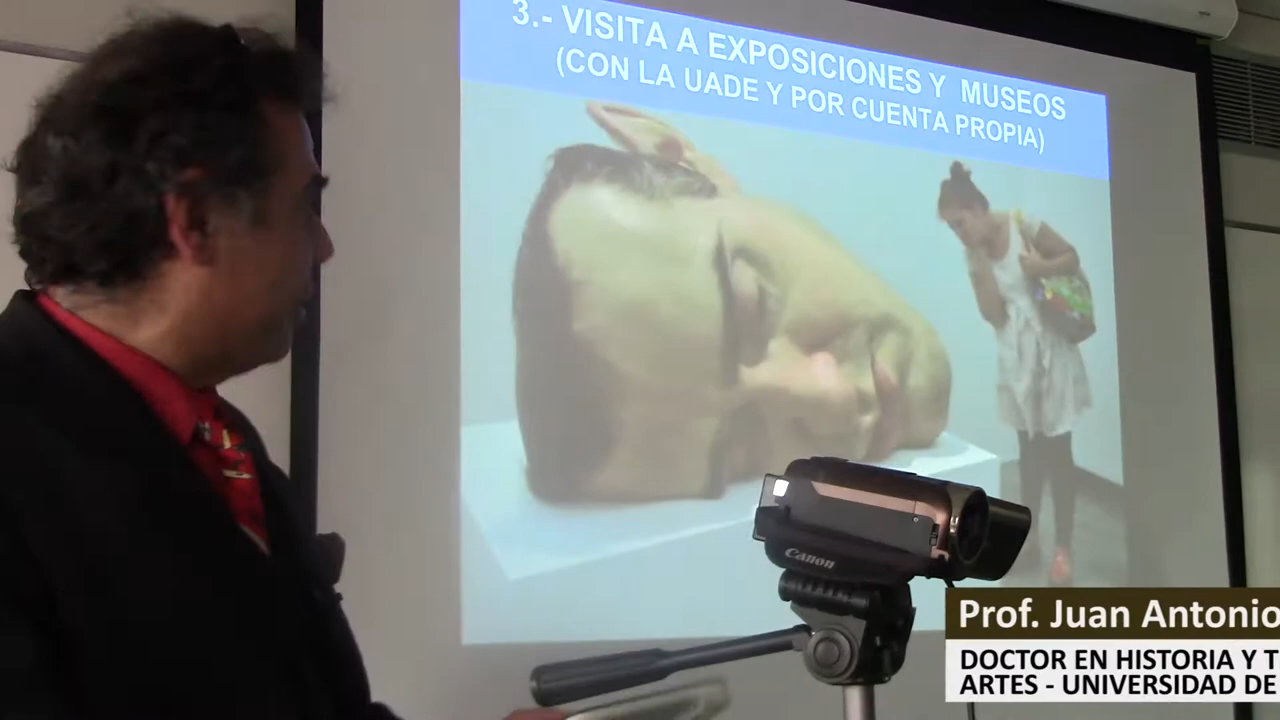 3.- VISITA A EXPOSICIONES Y MUSEOS
(CON LA UADE Y POR CUENTA PROPIA)
Canon
Prof. Juan Antonio
DOCTOR EN HISTORIA Y T
ARTES - UNIVERSIDAD DE